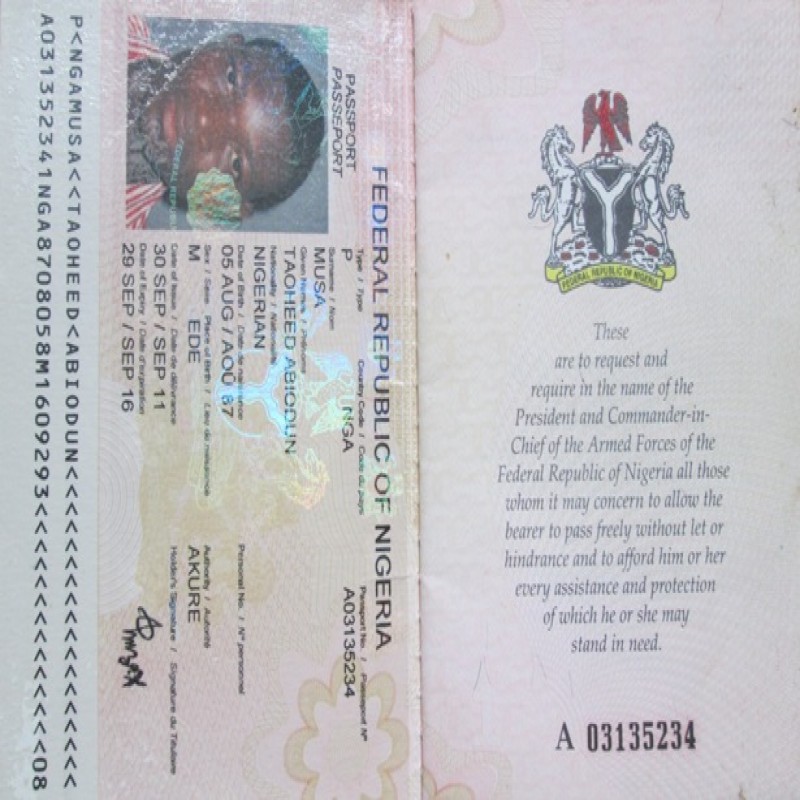 FEDERAL REPUBLIC OF NIGERIA
PASSPORT
PASSEPORT
Type / Type
Country Code / Code du pays
Passport No. / Passeport N°
P
NGA
A03135234
Surname / Nom
MUSA
Given Names / Prénoms
TAOHEED ABIODUN
Nationality / Nationalité
NIGERIAN
Date of Birth / Date de naissance
Personal No. / N° personnel
05 AUG / AOÛ 87
Sex / Sexe
Place of Birth / Lieu de naissance
Authority / Autorité
M
EDE
AKURE
Date of Issue / Date de délivrance
Holder's Signature / Signature du Titulaire
30 SEP / SEP 11
Date of Expiry / Date d'expiration
29 SEP / SEP 16
FEDERAL REPUBLIC
P<NGAMUSA<<TAOHEED<ABIODUN<<<<<<<<<<<<<<<<<<
A031352341NGA8708058M1609293<<<<<<<<<<<<<<08
FEDERAL REPUBLIC OF NIGERIA
These
are to request and
require in the name of the
President and Commander-in-
Chief of the Armed Forces of the
Federal Republic of Nigeria all those
whom it may concern to allow the
bearer to pass freely without let or
hindrance and to afford him or her
every assistance and protection
of which he or she may
stand in need.
A 03135234